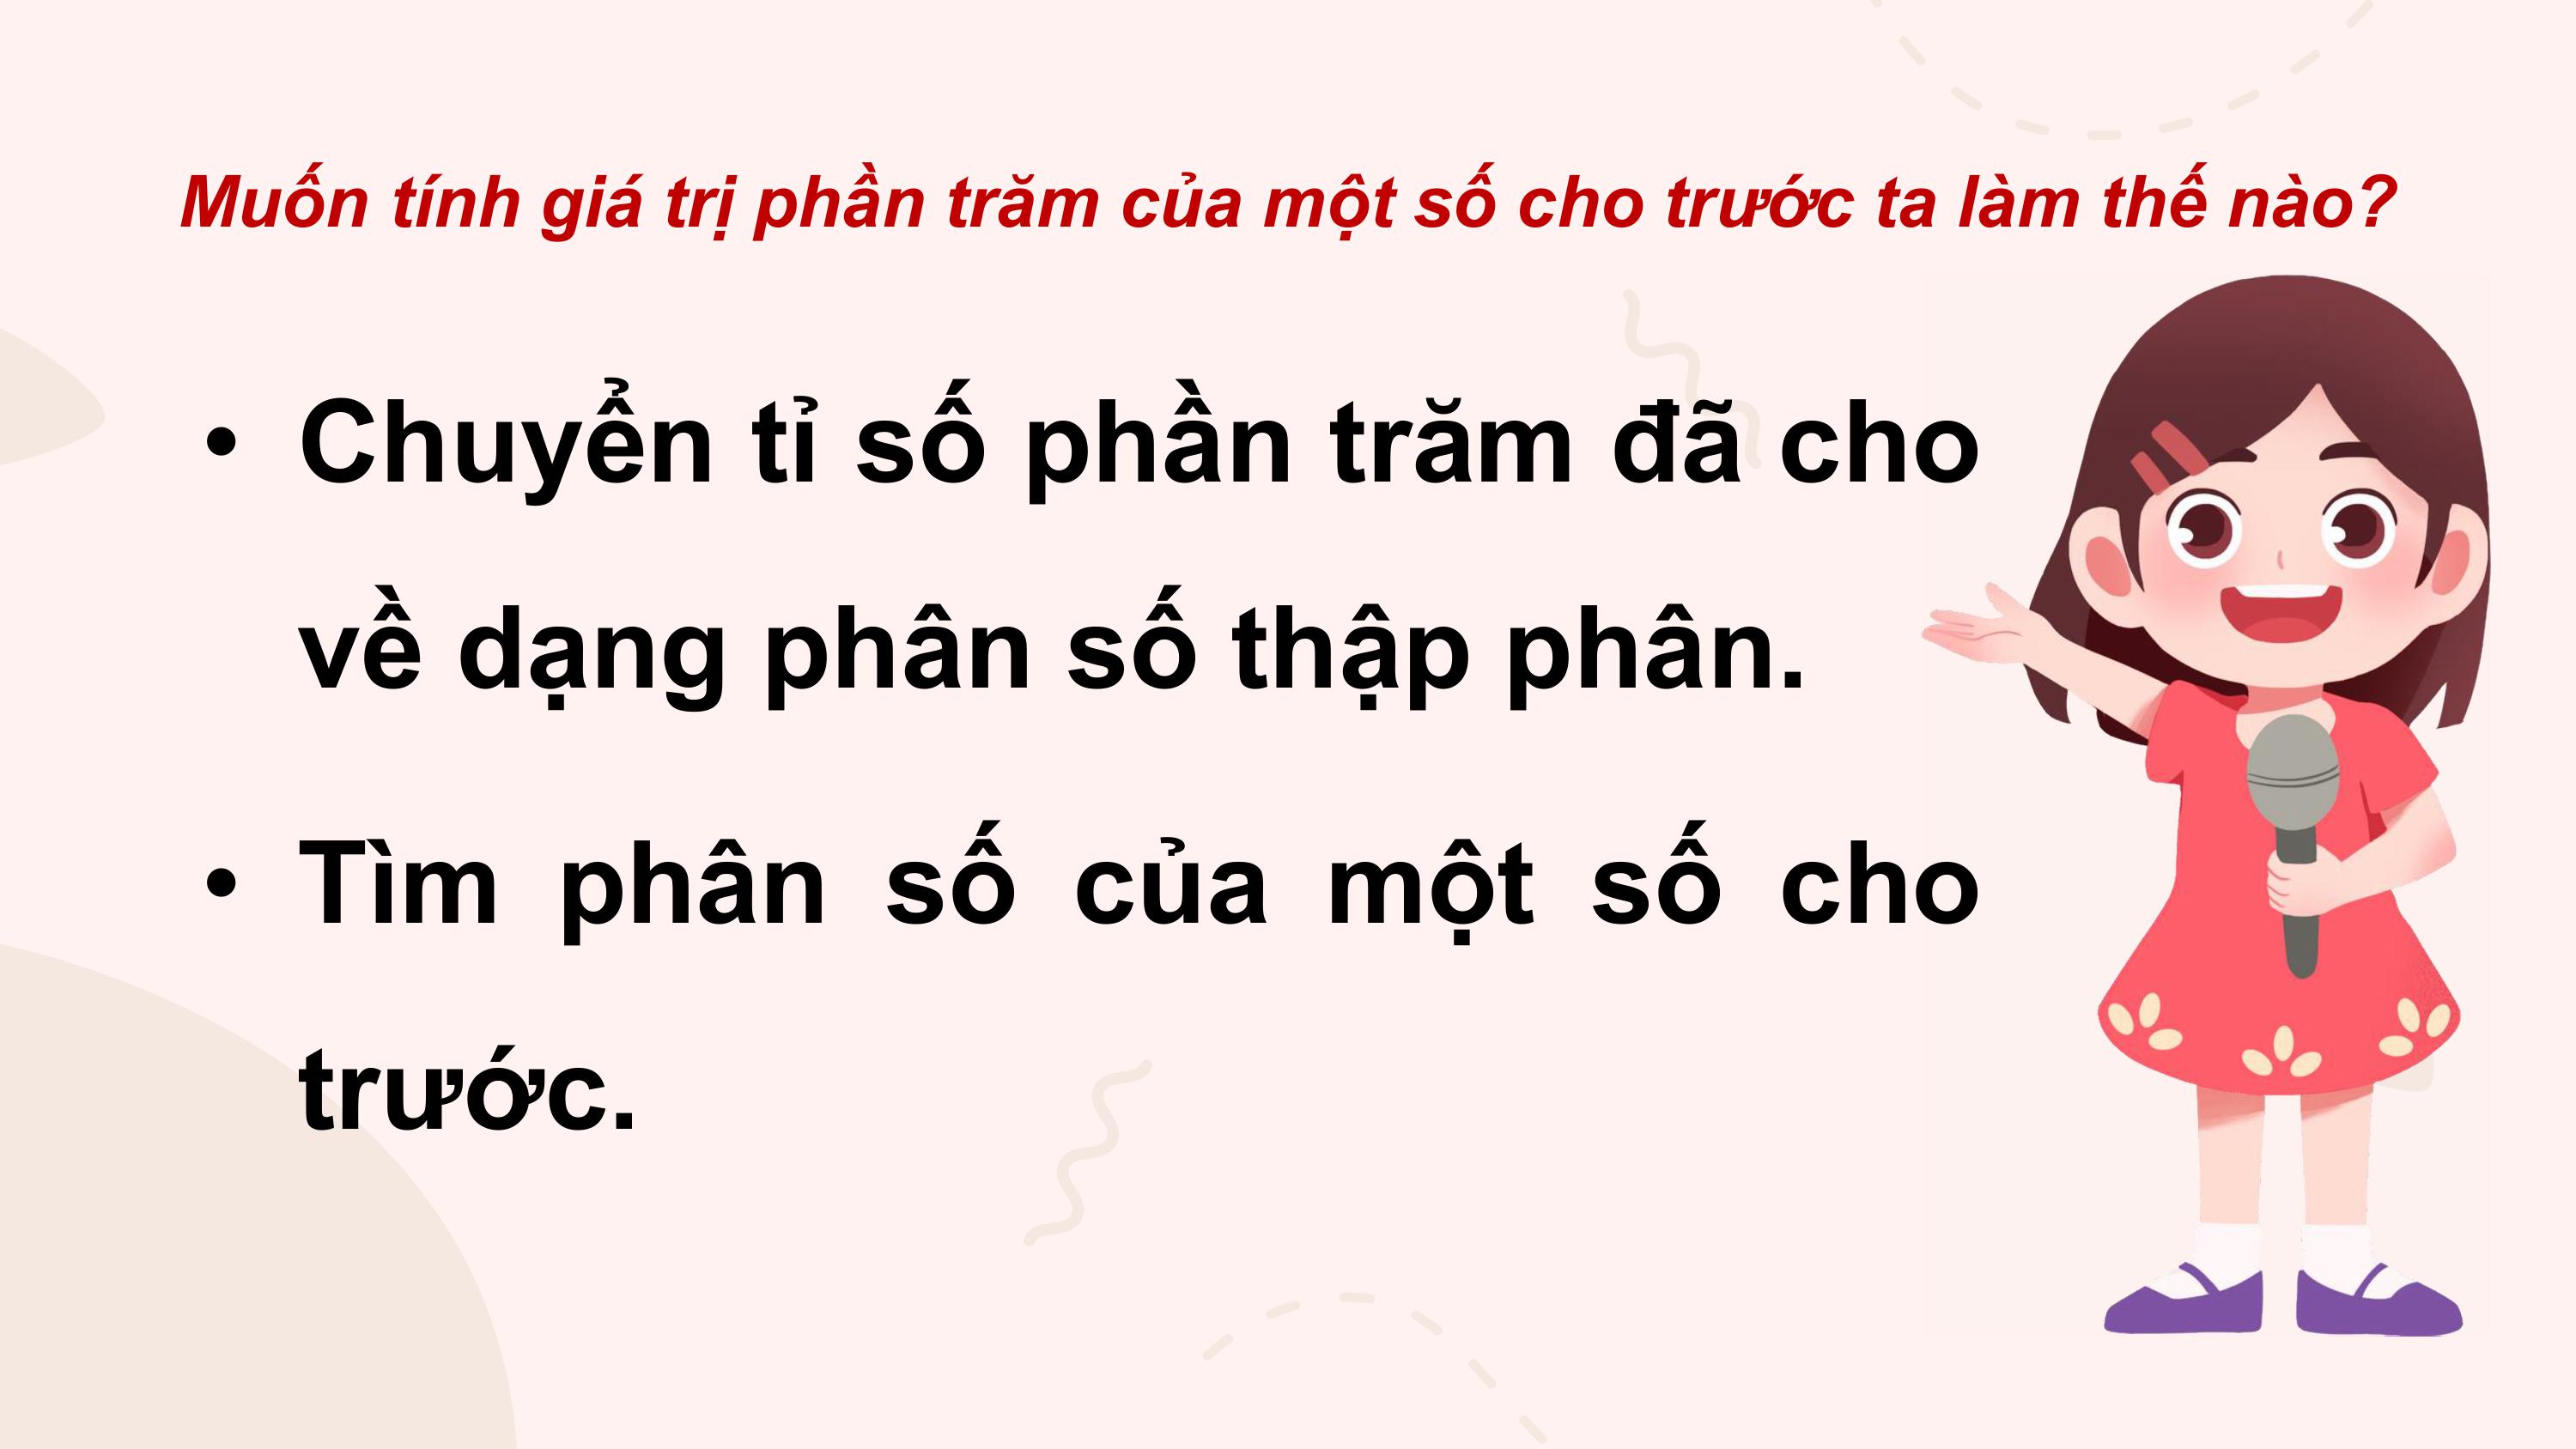 Muốn tính giá trị phần trăm của một số cho trước ta làm thế nào?
• Chuyển tỉ số phần trăm đã cho
về dạng phân số thập phân.
• Tìm phân số của một số cho
trước.